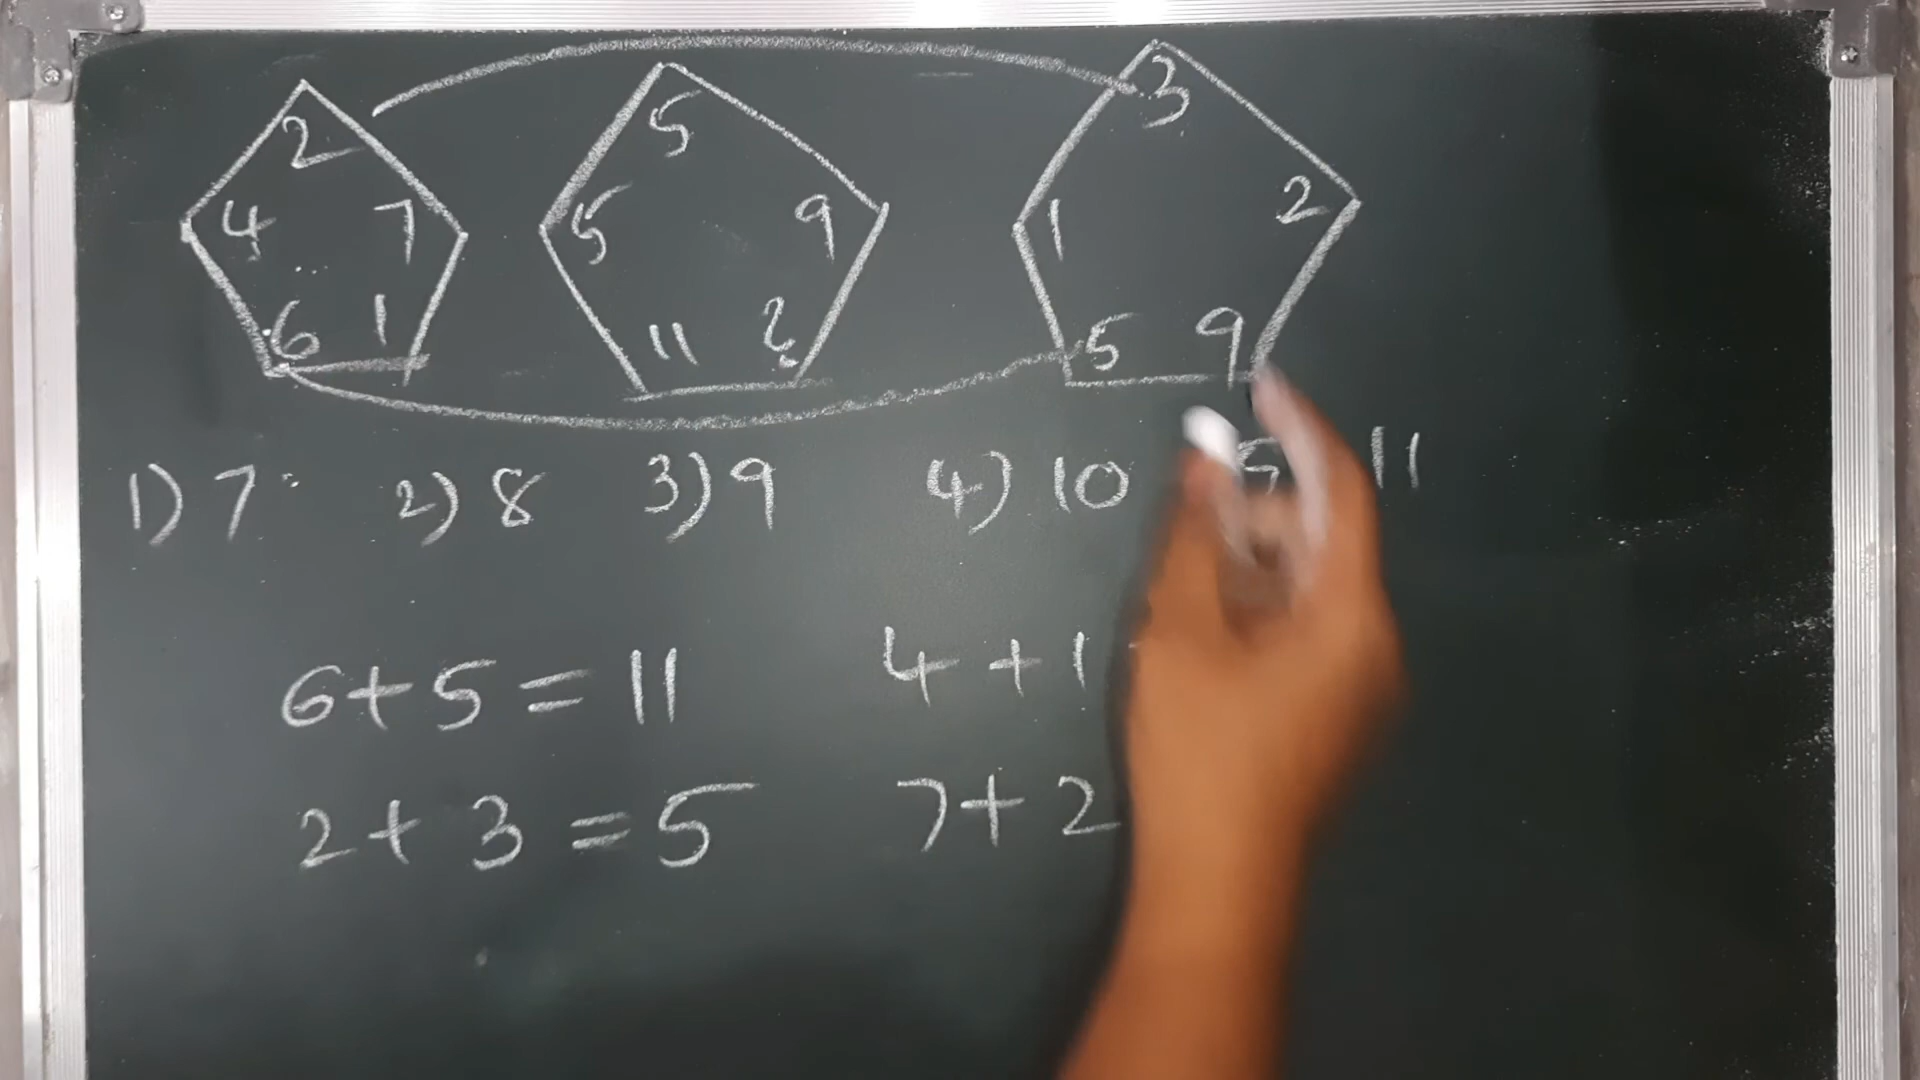 2 5 3
4 7 5 9 1 2
6 1 11 ? 5 9
1) 7 2) 8 3) 9 4) 10 5 11
6+5=11 4+1
2+3=5 7+2